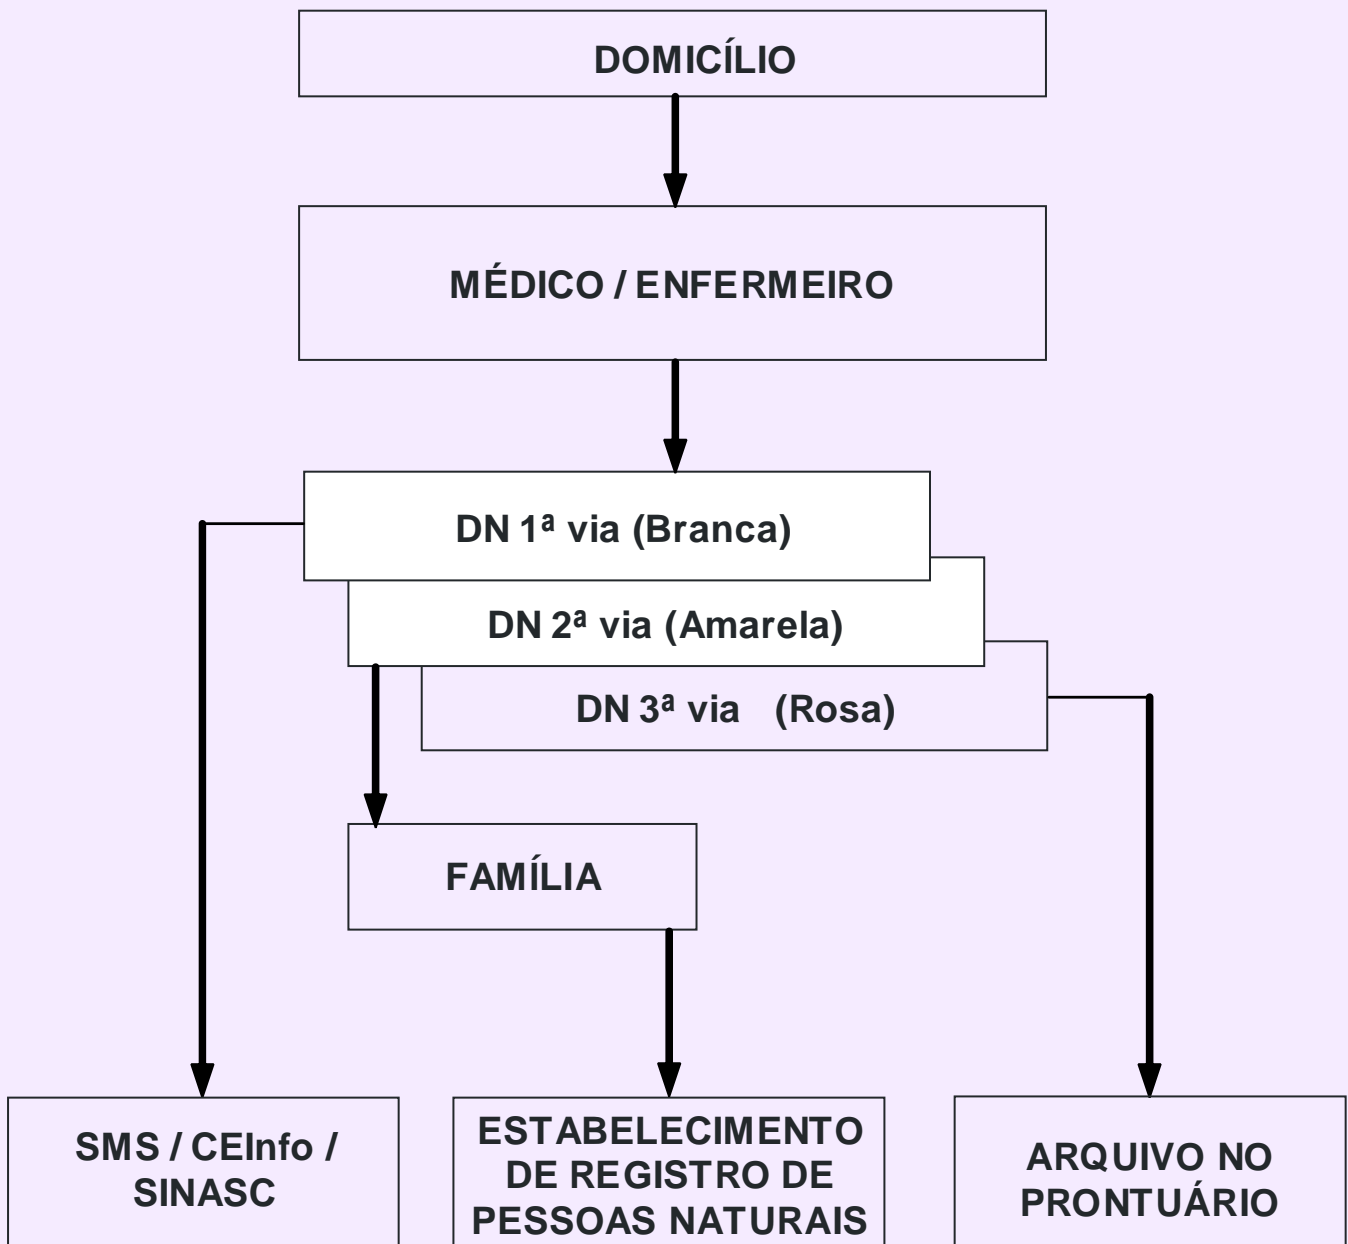 DOMICÍLIO
MÉDICO / ENFERMEIRO
DN 1ª via (Branca)
DN 2ª via (Amarela)
DN 3ª via (Rosa)
FAMÍLIA
SMS / CEInfo /
SINASC
ESTABELECIMENTO
DE REGISTRO DE
PESSOAS NATURAIS
ARQUIVO NO
PRONTUÁRIO